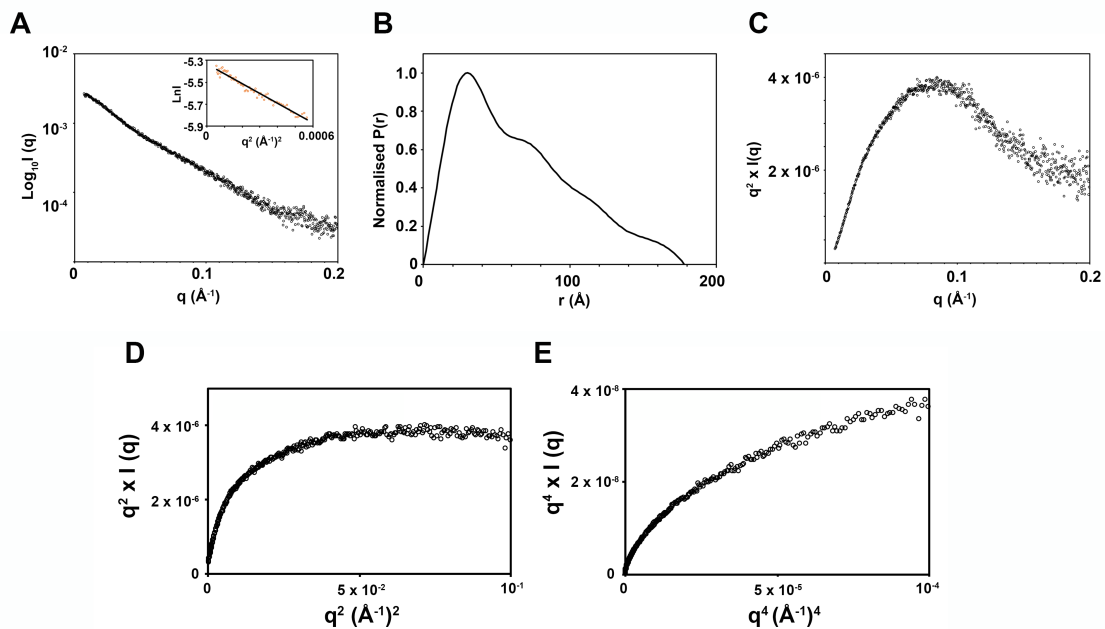 A
10⁻²
10⁻³
10⁻⁴
Log₁₀I (q)
0
0.1
0.2
q (Å⁻¹)
-5.3
-5.5
-5.7
-5.9
LnI
0
0.0006
q² (Å⁻¹)²
B
1.0
0.8
0.6
0.4
0.2
0
Normalised P(r)
0
100
200
r (Å)
C
4 x 10⁻⁶
2 x 10⁻⁶
q² x I(q)
0
0.1
0.2
q (Å⁻¹)
D
4 x 10⁻⁶
2 x 10⁻⁶
0
q² x I (q)
0
5 x 10⁻²
10⁻¹
q² (Å⁻¹)²
E
4 x 10⁻⁸
2 x 10⁻⁸
0
q⁴ x I (q)
0
5 x 10⁻⁵
10⁻⁴
q⁴ (Å⁻¹)⁴